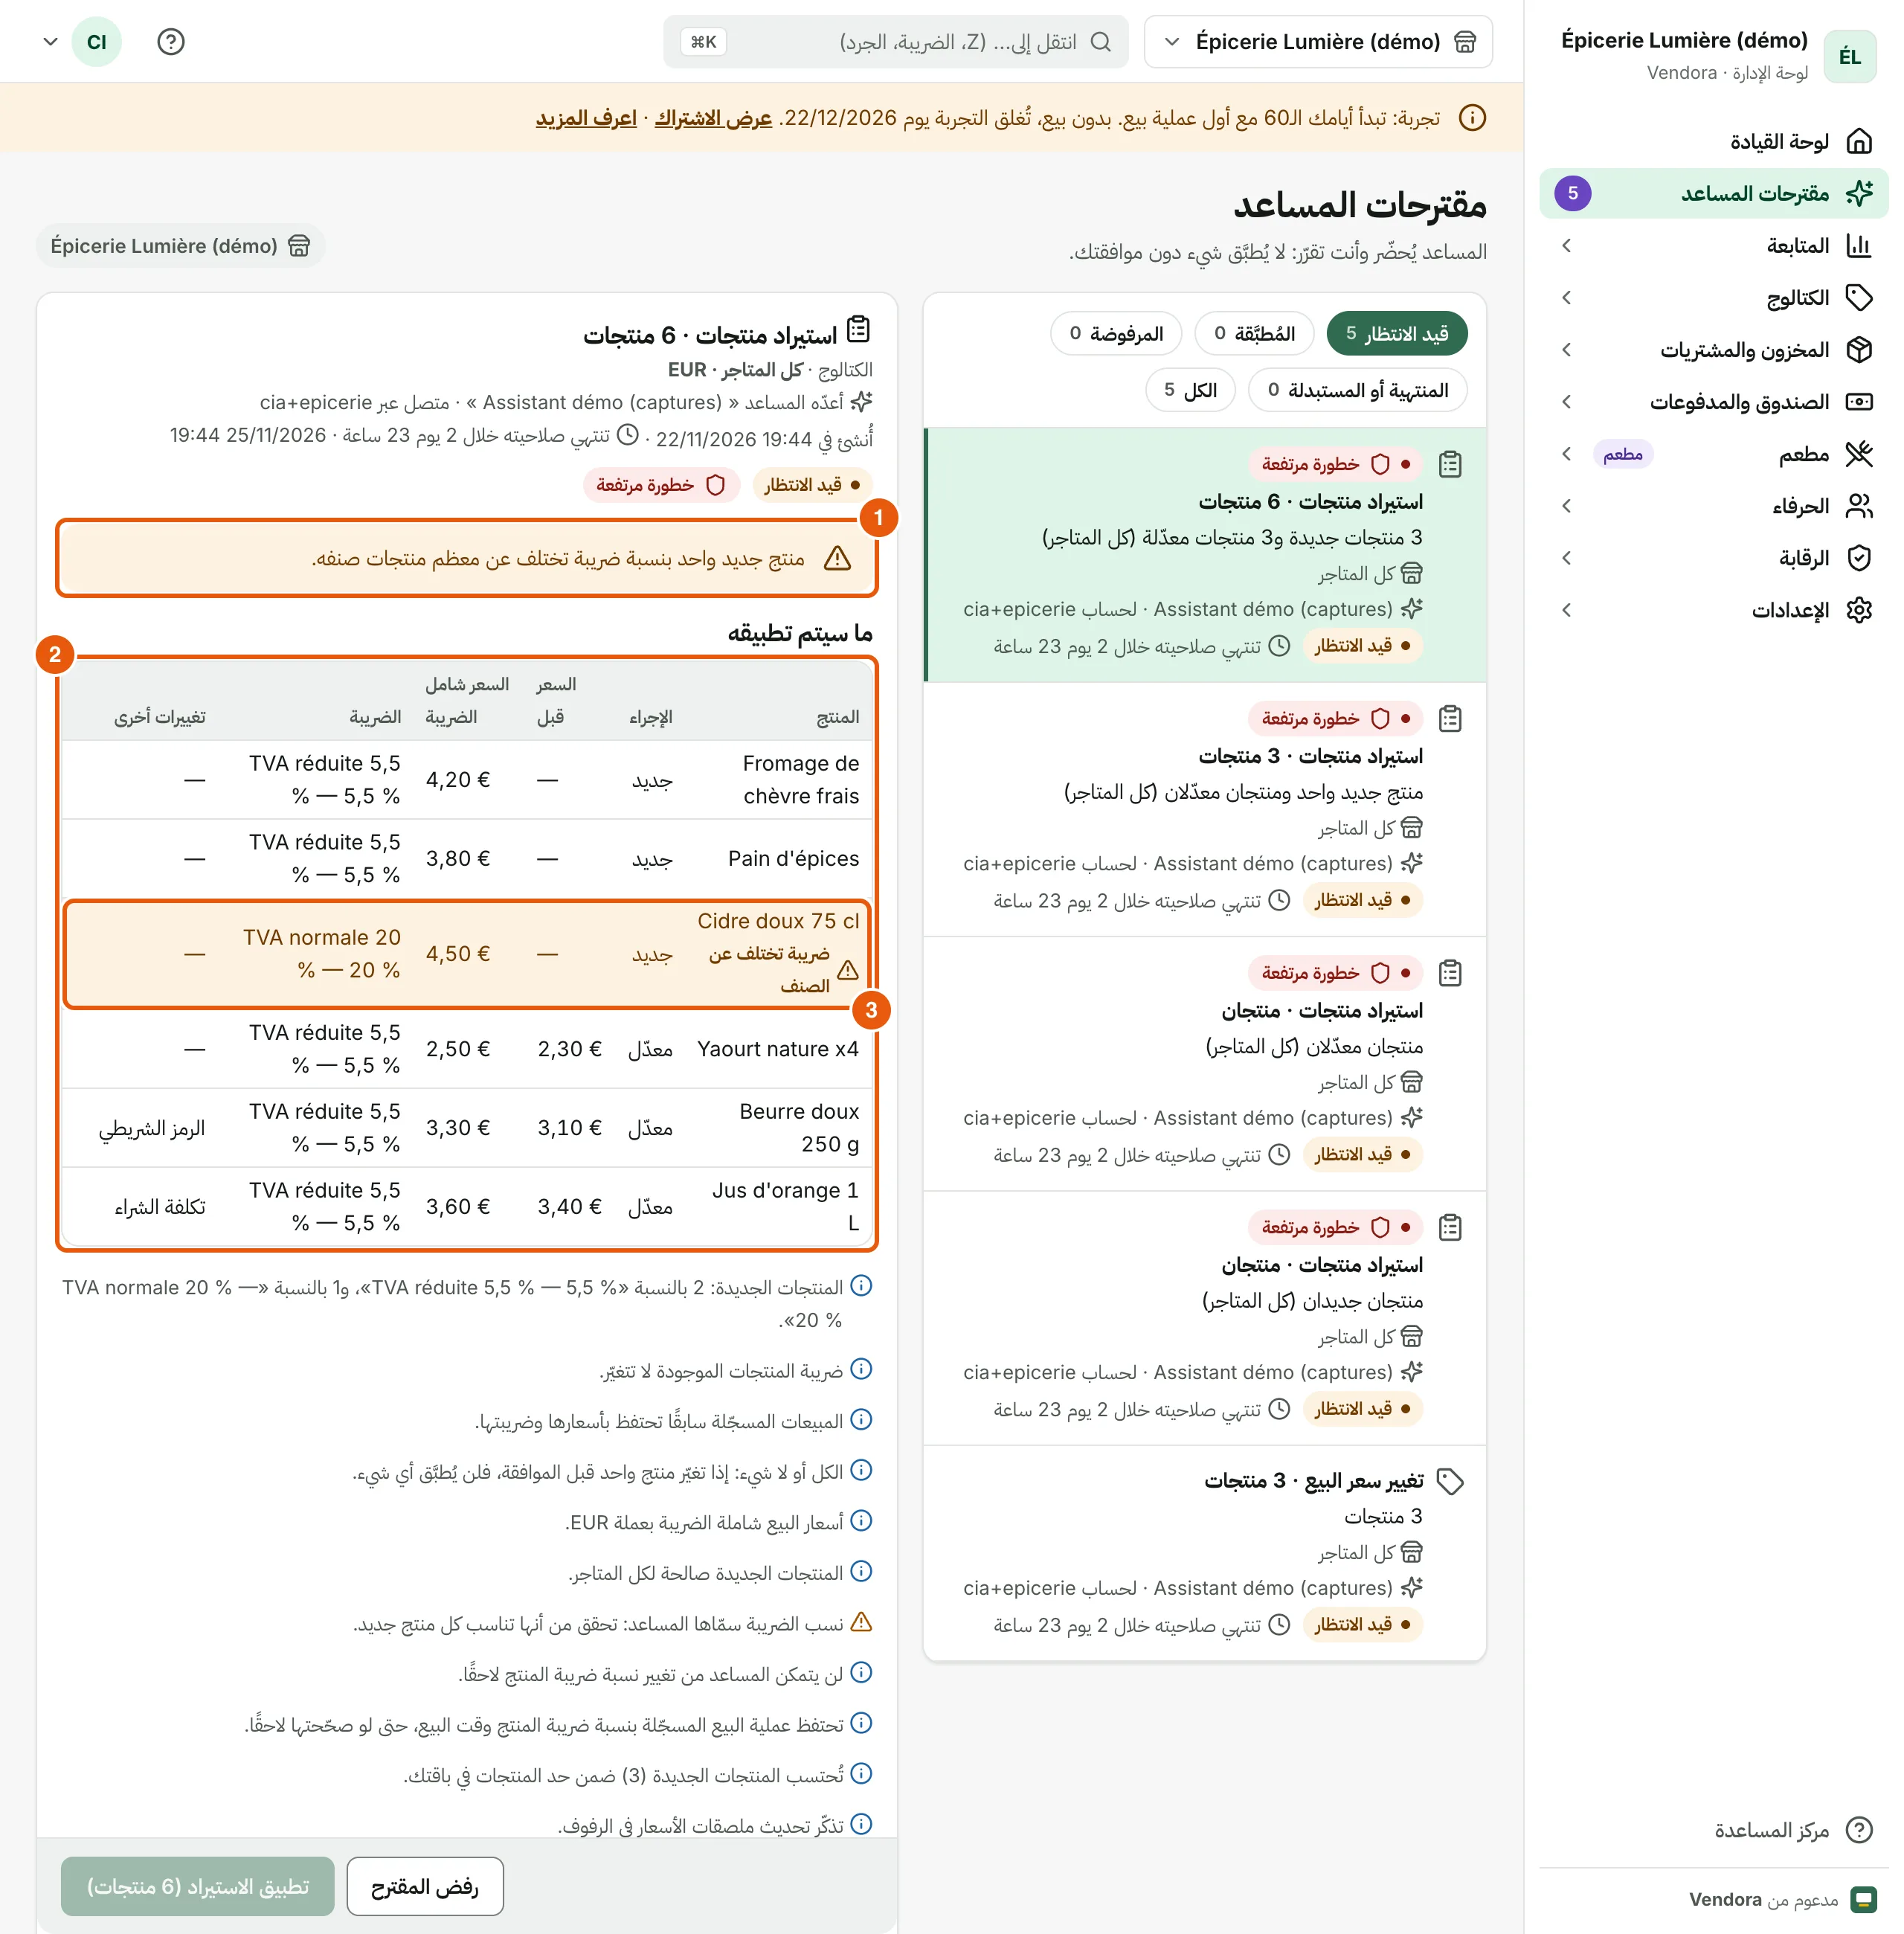 Épicerie Lumière (démo)
ÉL
لوحة الإدارة · Vendora
لوحة القيادة
مقترحات المساعد
5
المتابعة
الكتالوج
المخزون والمشتريات
الصندوق والمدفوعات
مطعم
مطعم
الحرفاء
الرقابة
الإعدادات
مركز المساعدة
مدعوم من Vendora
Épicerie Lumière (démo)
انتقل إلى... (Z، الضريبة، الجرد)
⌘K
CI
تجربة: تبدأ أيامك الـ60 مع أول عملية بيع. بدون بيع، تُغلق التجربة يوم 22/12/2026. عرض الاشتراك · اعرف المزيد
مقترحات المساعد
المساعد يُحضّر وأنت تقرّر: لا يُطبَّق شيء دون موافقتك.
Épicerie Lumière (démo)
قيد الانتظار 5
المُطبَّقة 0
المرفوضة 0
المنتهية أو المستبدلة 0
الكل 5
خطورة مرتفعة
استيراد منتجات · 6 منتجات
3 منتجات جديدة و3 منتجات معدّلة (كل المتاجر)
كل المتاجر
Assistant démo (captures) · لحساب cia+epicerie
قيد الانتظار
تنتهي صلاحيته خلال 2 يوم 23 ساعة
خطورة مرتفعة
استيراد منتجات · 3 منتجات
منتج جديد واحد ومنتجان معدّلان (كل المتاجر)
كل المتاجر
Assistant démo (captures) · لحساب cia+epicerie
قيد الانتظار
تنتهي صلاحيته خلال 2 يوم 23 ساعة
خطورة مرتفعة
استيراد منتجات · منتجان
منتجان معدّلان (كل المتاجر)
كل المتاجر
Assistant démo (captures) · لحساب cia+epicerie
قيد الانتظار
تنتهي صلاحيته خلال 2 يوم 23 ساعة
خطورة مرتفعة
استيراد منتجات · منتجان
منتجان جديدان (كل المتاجر)
كل المتاجر
Assistant démo (captures) · لحساب cia+epicerie
قيد الانتظار
تنتهي صلاحيته خلال 2 يوم 23 ساعة
تغيير سعر البيع · 3 منتجات
3 منتجات
كل المتاجر
Assistant démo (captures) · لحساب cia+epicerie
قيد الانتظار
تنتهي صلاحيته خلال 2 يوم 23 ساعة
استيراد منتجات · 6 منتجات
الكتالوج · كل المتاجر · EUR
أعدّه المساعد « Assistant démo (captures) » · متصل عبر cia+epicerie
أُنشئ في 22/11/2026 19:44 · تنتهي صلاحيته خلال 2 يوم 23 ساعة · 25/11/2026 19:44
قيد الانتظار
خطورة مرتفعة
1
منتج جديد واحد بنسبة ضريبة تختلف عن معظم منتجات صنفه.
ما سيتم تطبيقه
2
المنتج | الإجراء | السعر قبل | السعر شامل الضريبة | الضريبة | تغييرات أخرى
Fromage de chèvre frais | جديد | — | 4,20 € | TVA réduite 5,5 % — 5,5 % | —
Pain d'épices | جديد | — | 3,80 € | TVA réduite 5,5 % — 5,5 % | —
Cidre doux 75 cl ضريبة تختلف عن الصنف | جديد | — | 4,50 € | TVA normale 20 % — 20 % | —
3
Yaourt nature x4 | معدّل | 2,30 € | 2,50 € | TVA réduite 5,5 % — 5,5 % | —
Beurre doux 250 g | معدّل | 3,10 € | 3,30 € | TVA réduite 5,5 % — 5,5 % | الرمز الشريطي
Jus d'orange 1 L | معدّل | 3,40 € | 3,60 € | TVA réduite 5,5 % — 5,5 % | تكلفة الشراء
المنتجات الجديدة: 2 بالنسبة «TVA réduite 5,5 % — 5,5 %»، و1 بالنسبة «TVA normale 20 % —
20 %».
ضريبة المنتجات الموجودة لا تتغيّر.
المبيعات المسجّلة سابقًا تحتفظ بأسعارها وضريبتها.
الكل أو لا شيء: إذا تغيّر منتج واحد قبل الموافقة، فلن يُطبَّق أي شيء.
أسعار البيع شاملة الضريبة بعملة EUR.
المنتجات الجديدة صالحة لكل المتاجر.
نسب الضريبة سمّاها المساعد: تحقق من أنها تناسب كل منتج جديد.
لن يتمكن المساعد من تغيير نسبة ضريبة المنتج لاحقًا.
تحتفظ عملية البيع المسجّلة بنسبة ضريبة المنتج وقت البيع، حتى لو صحّحتها لاحقًا.
تُحتسب المنتجات الجديدة (3) ضمن حد المنتجات في باقتك.
تذكّر تحديث ملصقات الأسعار في الرفوف.
رفض المقترح
تطبيق الاستيراد (6 منتجات)